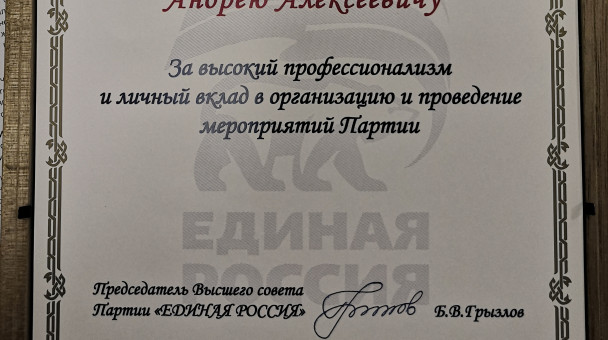 Андрею Алексеевичу
За высокий профессионализм
и личный вклад в организацию и проведение
мероприятий Партии
ЕДИНАЯ
РОССИЯ
Председатель Высшего совета
Партии «ЕДИНАЯ РОССИЯ»
Б.В.Грызлов